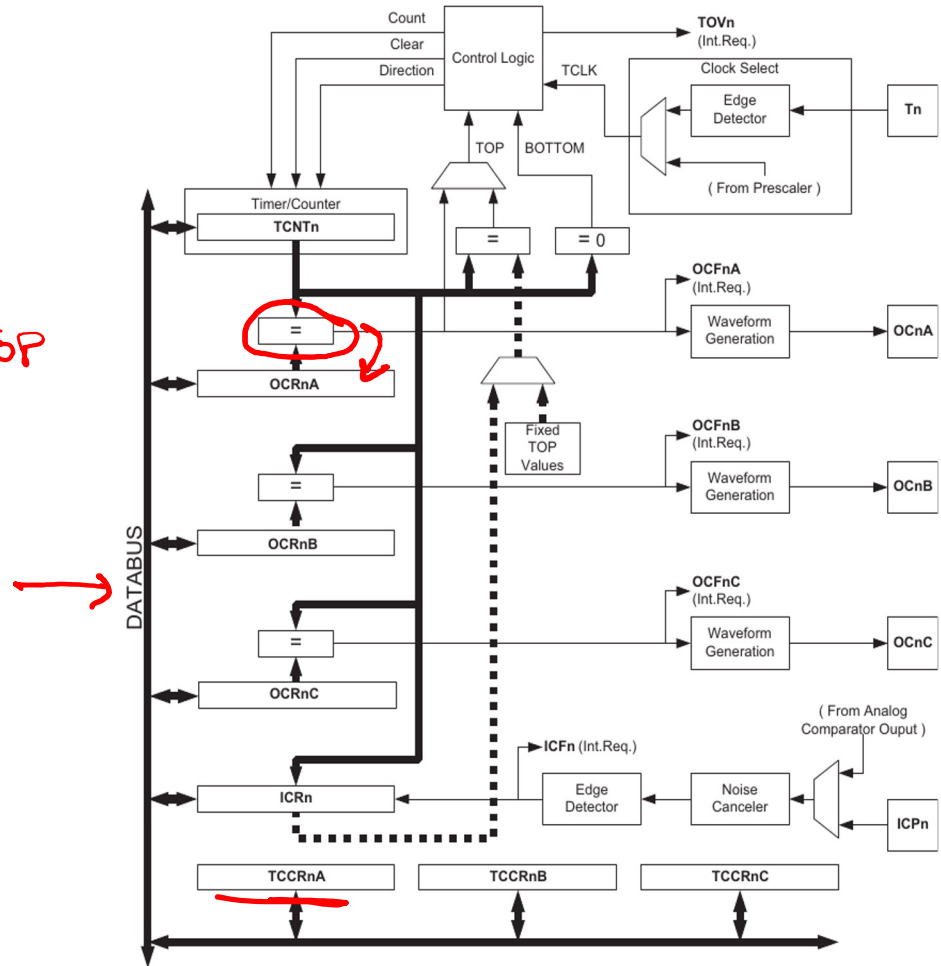 Count
Clear
Direction
Control Logic
TOVn
(Int.Req.)
TCLK
Clock Select
Edge
Detector
Tn
( From Prescaler )
TOP
BOTTOM
Timer/Counter
TCNTn
=
= 0
=
OCRnA
OCFnA
(Int.Req.)
Waveform
Generation
OCnA
Fixed
TOP
Values
=
OCRnB
OCFnB
(Int.Req.)
Waveform
Generation
OCnB
DATABUS
=
OCRnC
OCFnC
(Int.Req.)
Waveform
Generation
OCnC
( From Analog
Comparator Ouput )
ICFn (Int.Req.)
ICRn
Edge
Detector
Noise
Canceler
ICPn
TCCRnA
TCCRnB
TCCRnC